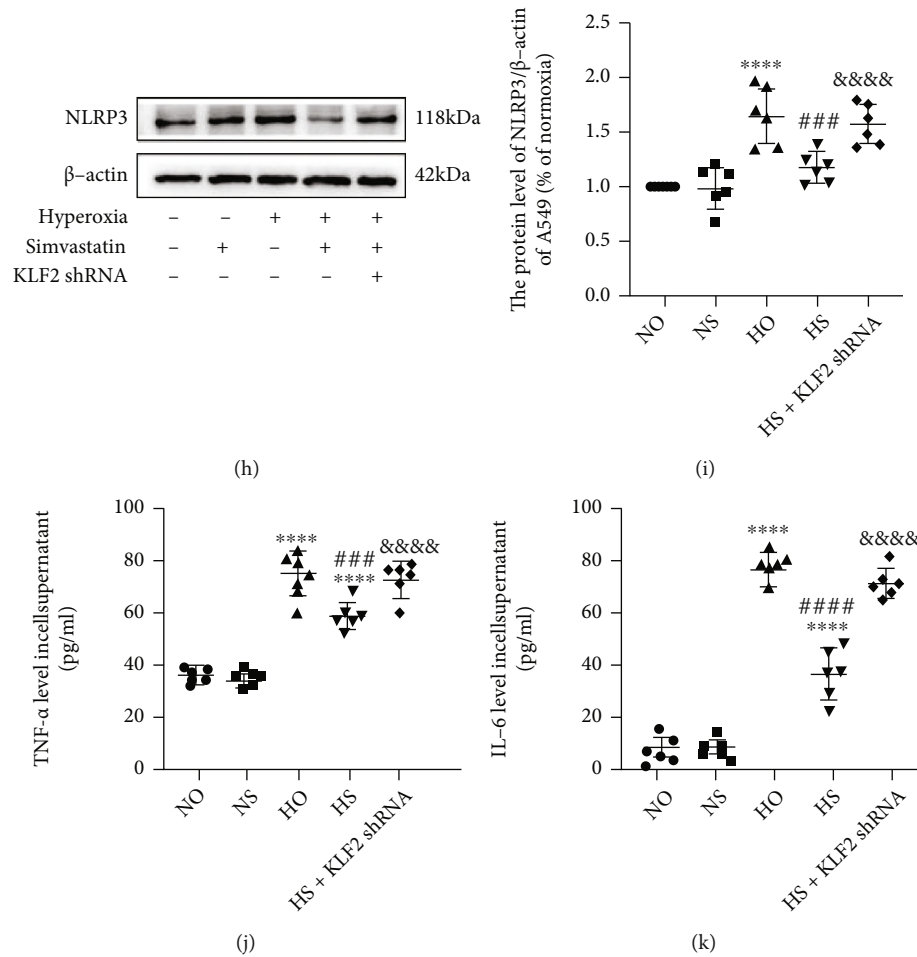 NLRP3 118kDa
β–actin 42kDa
Hyperoxia – – + + +
Simvastatin – + – + +
KLF2 shRNA – – – – +
(h)
The protein level of NLRP3/β–actin
of A549 (% of normoxia)
2.5
2.0
1.5
1.0
0.5
0.0
****
###
&&&&
NO
NS
HO
HS
HS + KLF2 shRNA
(i)
TNF-α level incellsupernatant
(pg/ml)
100
80
60
40
20
0
****
###
****
&&&&
NO
NS
HO
HS
HS + KLF2 shRNA
(j)
IL–6 level incellsupernatant
(pg/ml)
100
80
60
40
20
0
****
####
****
&&&&
NO
NS
HO
HS
HS + KLF2 shRNA
(k)